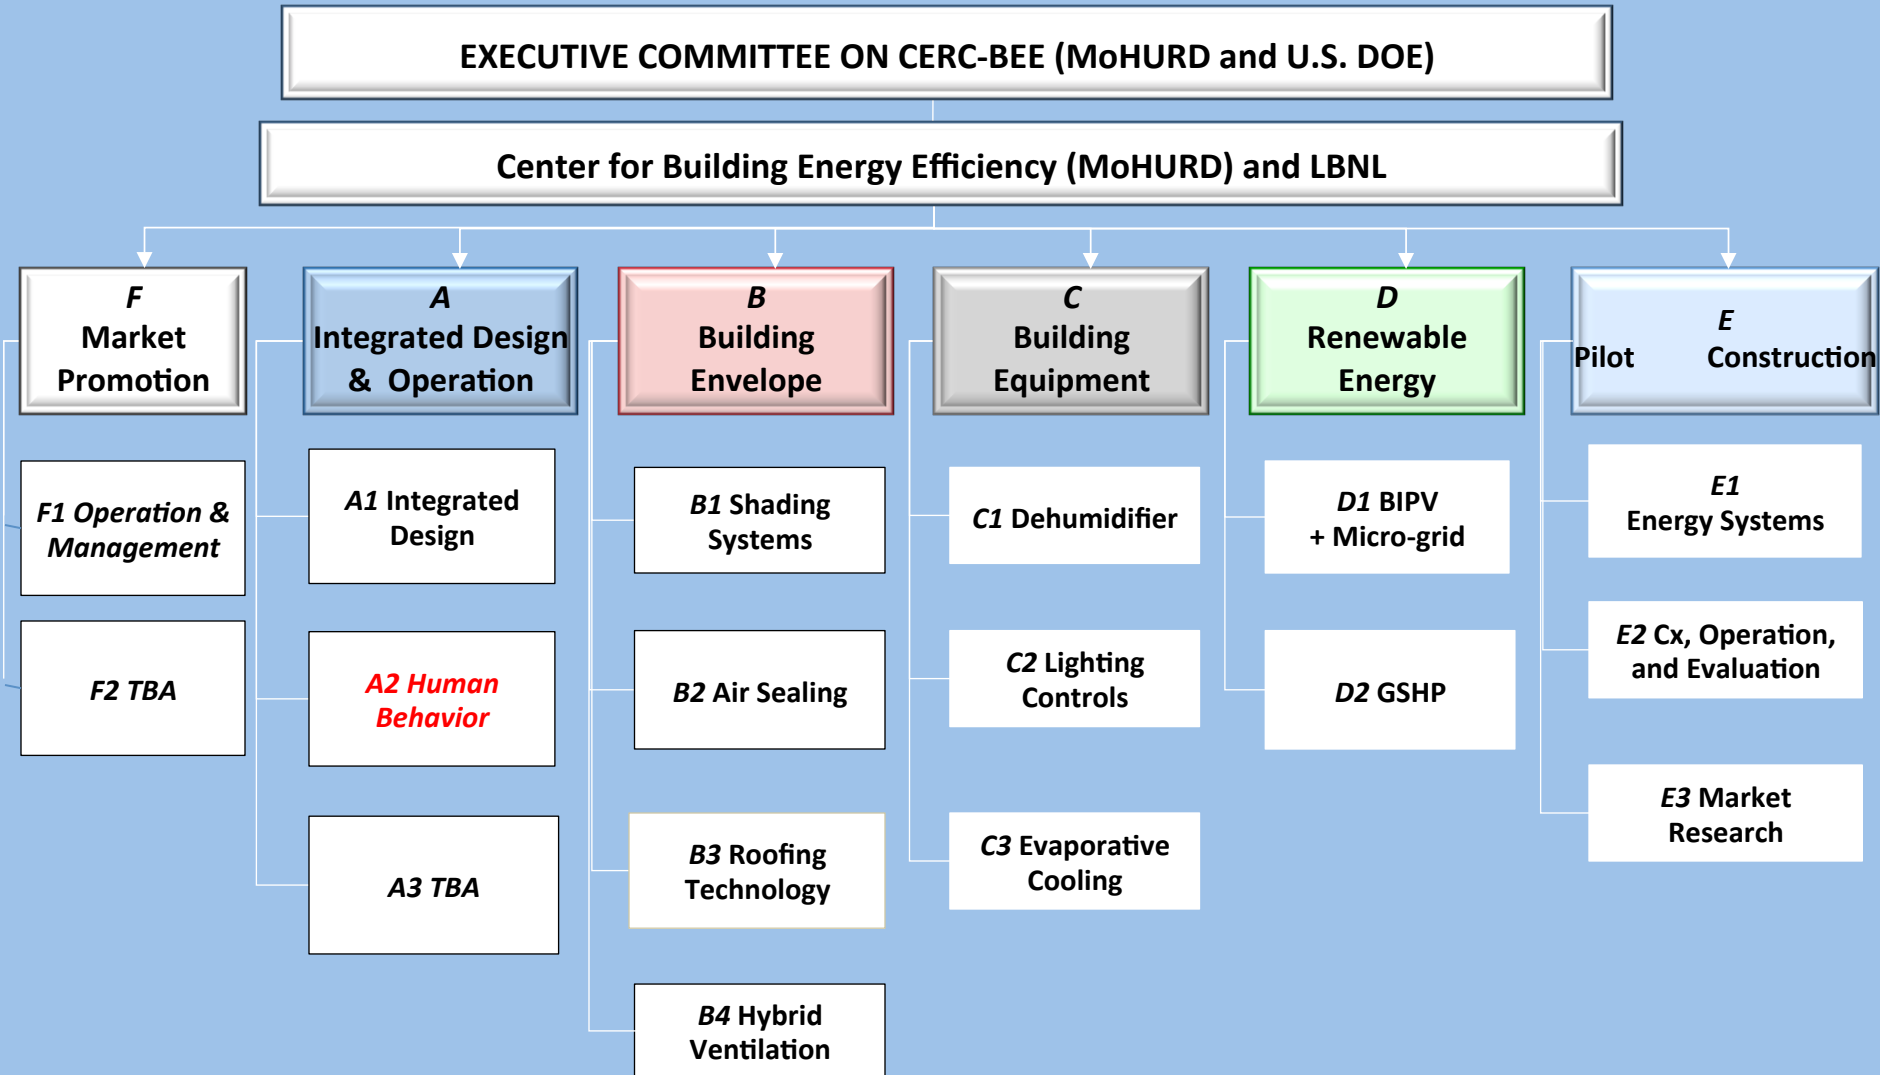 EXECUTIVE COMMITTEE ON CERC-BEE (MoHURD and U.S. DOE)
Center for Building Energy Efficiency (MoHURD) and LBNL
F
Market
Promotion
F1 Operation &
Management
F2 TBA
A
Integrated Design
& Operation
A1 Integrated
Design
A2 Human
Behavior
A3 TBA
B
Building
Envelope
B1 Shading
Systems
B2 Air Sealing
B3 Roofing
Technology
B4 Hybrid
Ventilation
C
Building
Equipment
C1 Dehumidifier
C2 Lighting
Controls
C3 Evaporative
Cooling
D
Renewable
Energy
D1 BIPV
+ Micro-grid
D2 GSHP
E
Pilot Construction
E1
Energy Systems
E2 Cx, Operation,
and Evaluation
E3 Market
Research